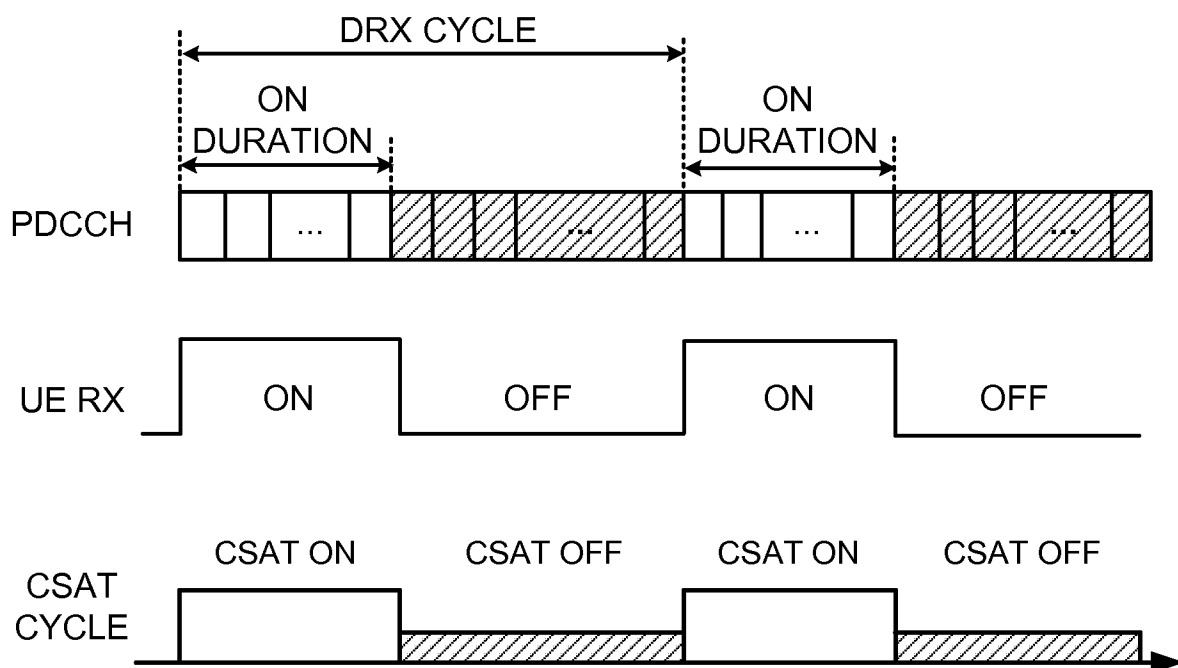 DRX CYCLE
ON
DURATION
ON
DURATION
PDCCH
...
...
...
...
UE RX
ON
OFF
ON
OFF
CSAT ON
CSAT OFF
CSAT ON
CSAT OFF
CSAT
CYCLE